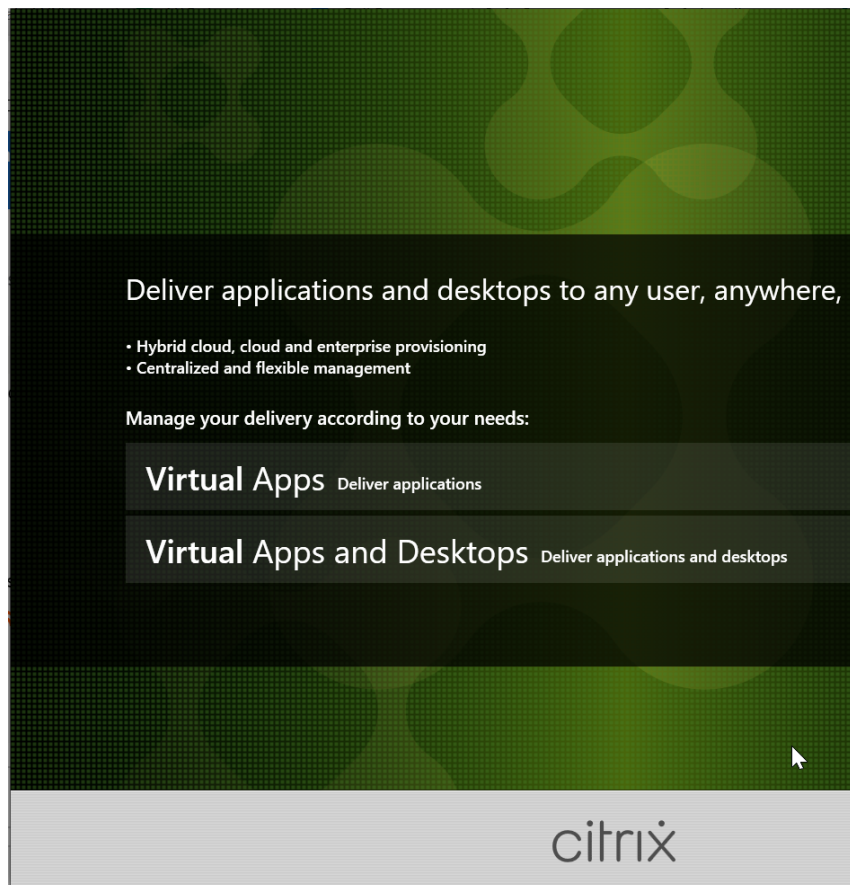 Deliver applications and desktops to any user, anywhere,
• Hybrid cloud, cloud and enterprise provisioning
• Centralized and flexible management
Manage your delivery according to your needs:
Virtual Apps Deliver applications
Virtual Apps and Desktops Deliver applications and desktops
citrix